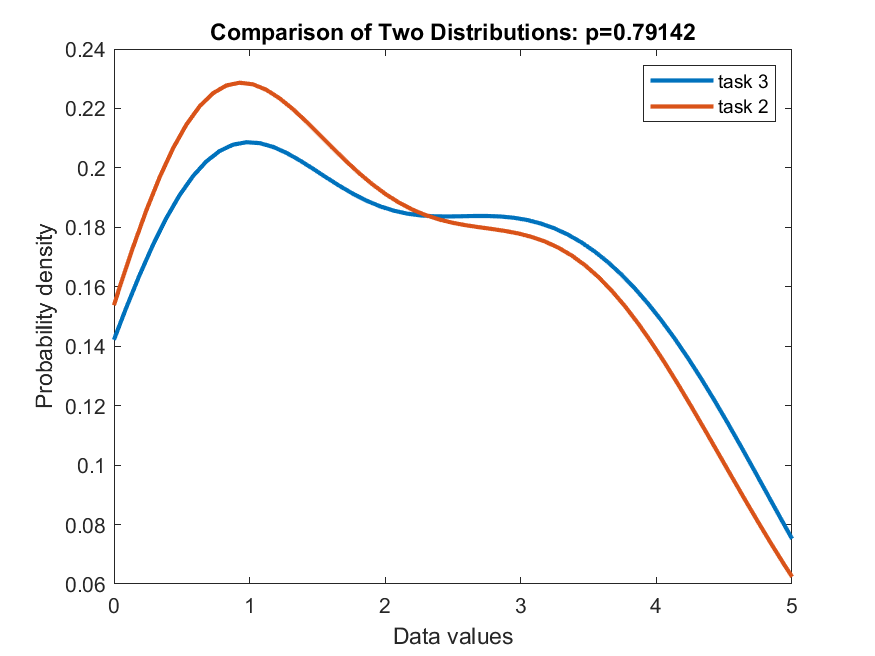 Comparison of Two Distributions: p=0.79142
0.24
0.22
0.2
0.18
0.16
0.14
0.12
0.1
0.08
0.06
Probability density
task 3
task 2
0 1 2 3 4 5
Data values